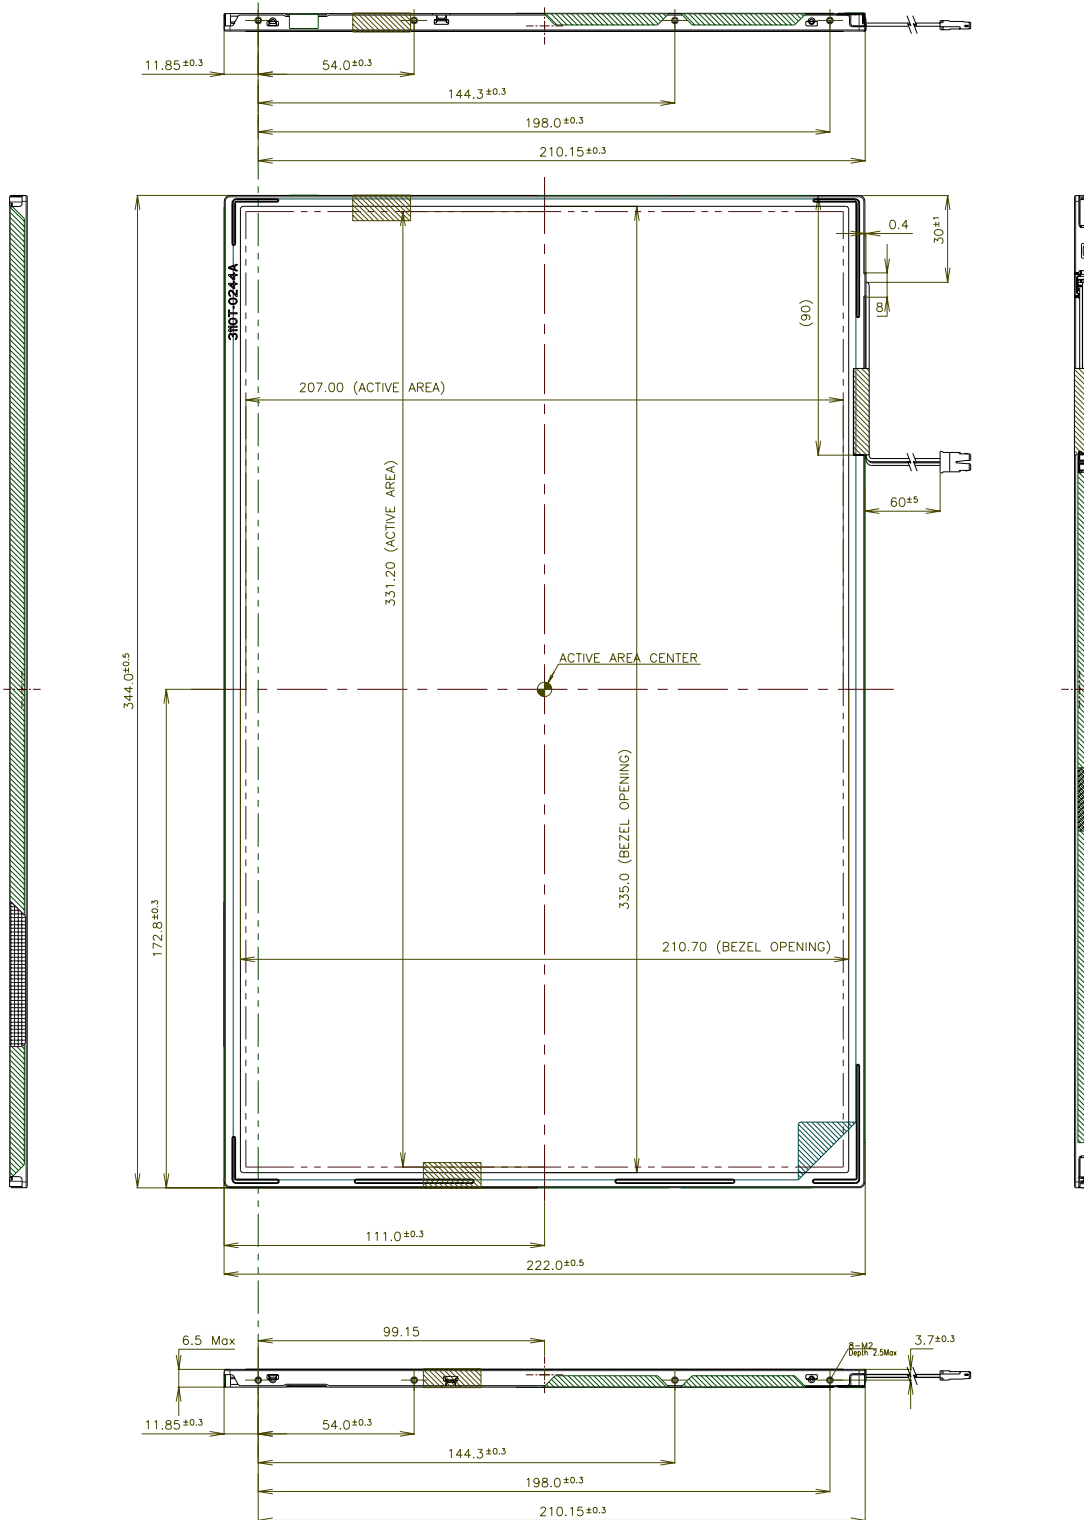 11.85±0.3
54.0±0.3
144.3±0.3
198.0±0.3
210.15±0.3
0.4
30±1
8
(90)
3110T-0244A
207.00 (ACTIVE AREA)
331.20 (ACTIVE AREA)
60±5
ACTIVE AREA CENTER
344.0±0.5
335.0 (BEZEL OPENING)
172.8±0.3
210.70 (BEZEL OPENING)
111.0±0.3
222.0±0.5
99.15
6.5 Max
8-M2
Depth 2.5Max
3.7±0.3
11.85±0.3
54.0±0.3
144.3±0.3
198.0±0.3
210.15±0.3